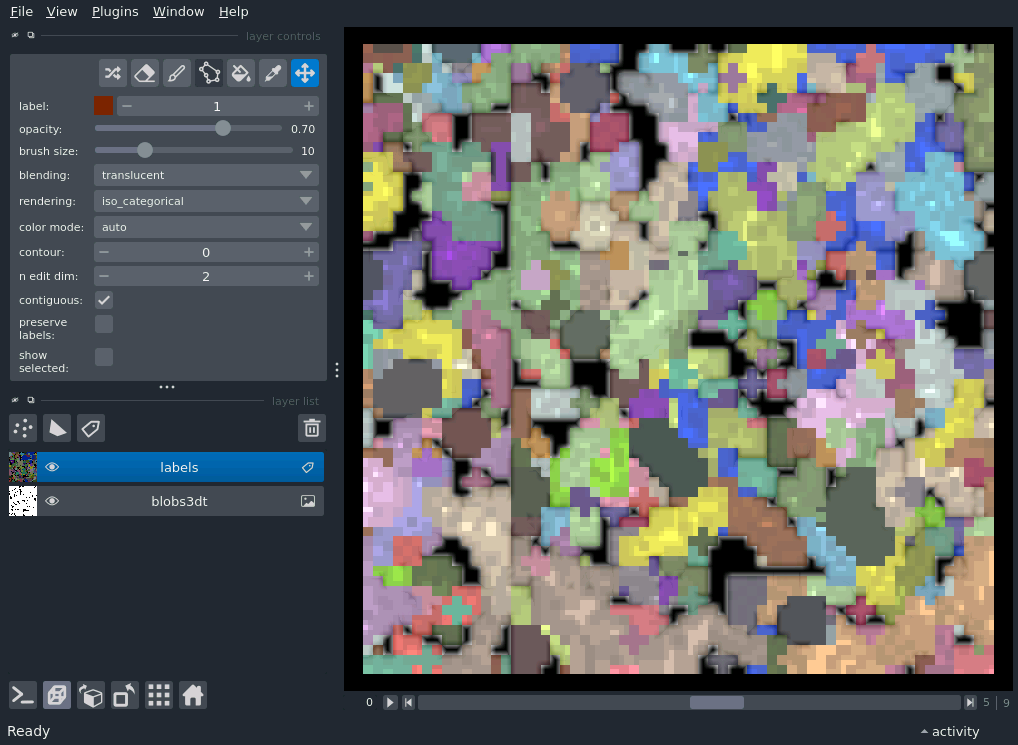 File View Plugins Window Help
layer controls
label: 1
opacity: 0.70
brush size: 10
blending: translucent
rendering: iso_categorical
color mode: auto
contour: 0
n edit dim: 2
contiguous:
preserve
labels:
show
selected:
layer list
labels
blobs3dt
0 5 9
Ready activity